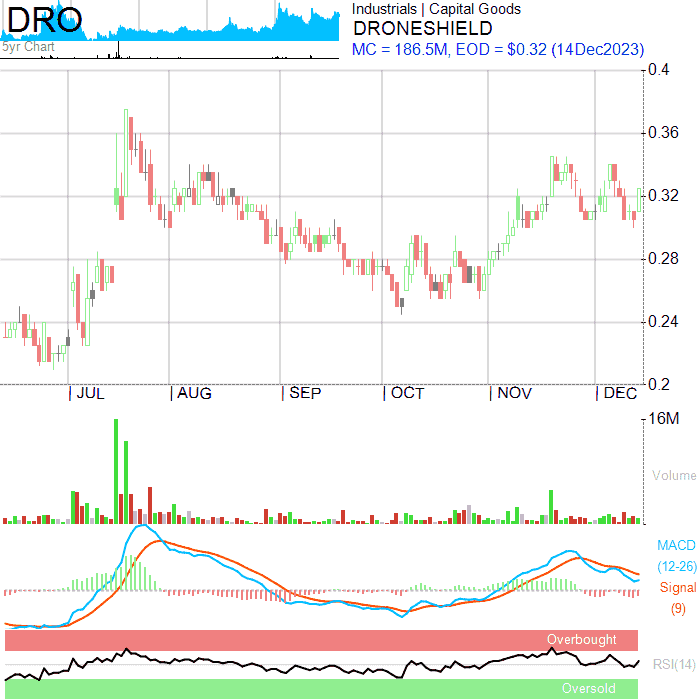 DRO
5yr Chart
Industrials | Capital Goods
DRONESHIELD
MC = 186.5M, EOD = $0.32 (14Dec2023)
0.4
0.36
0.32
0.28
0.24
0.2
JUL AUG SEP OCT NOV DEC
16M
Volume
MACD
(12-26)
Signal
(9)
Overbought
RSI(14)
Oversold